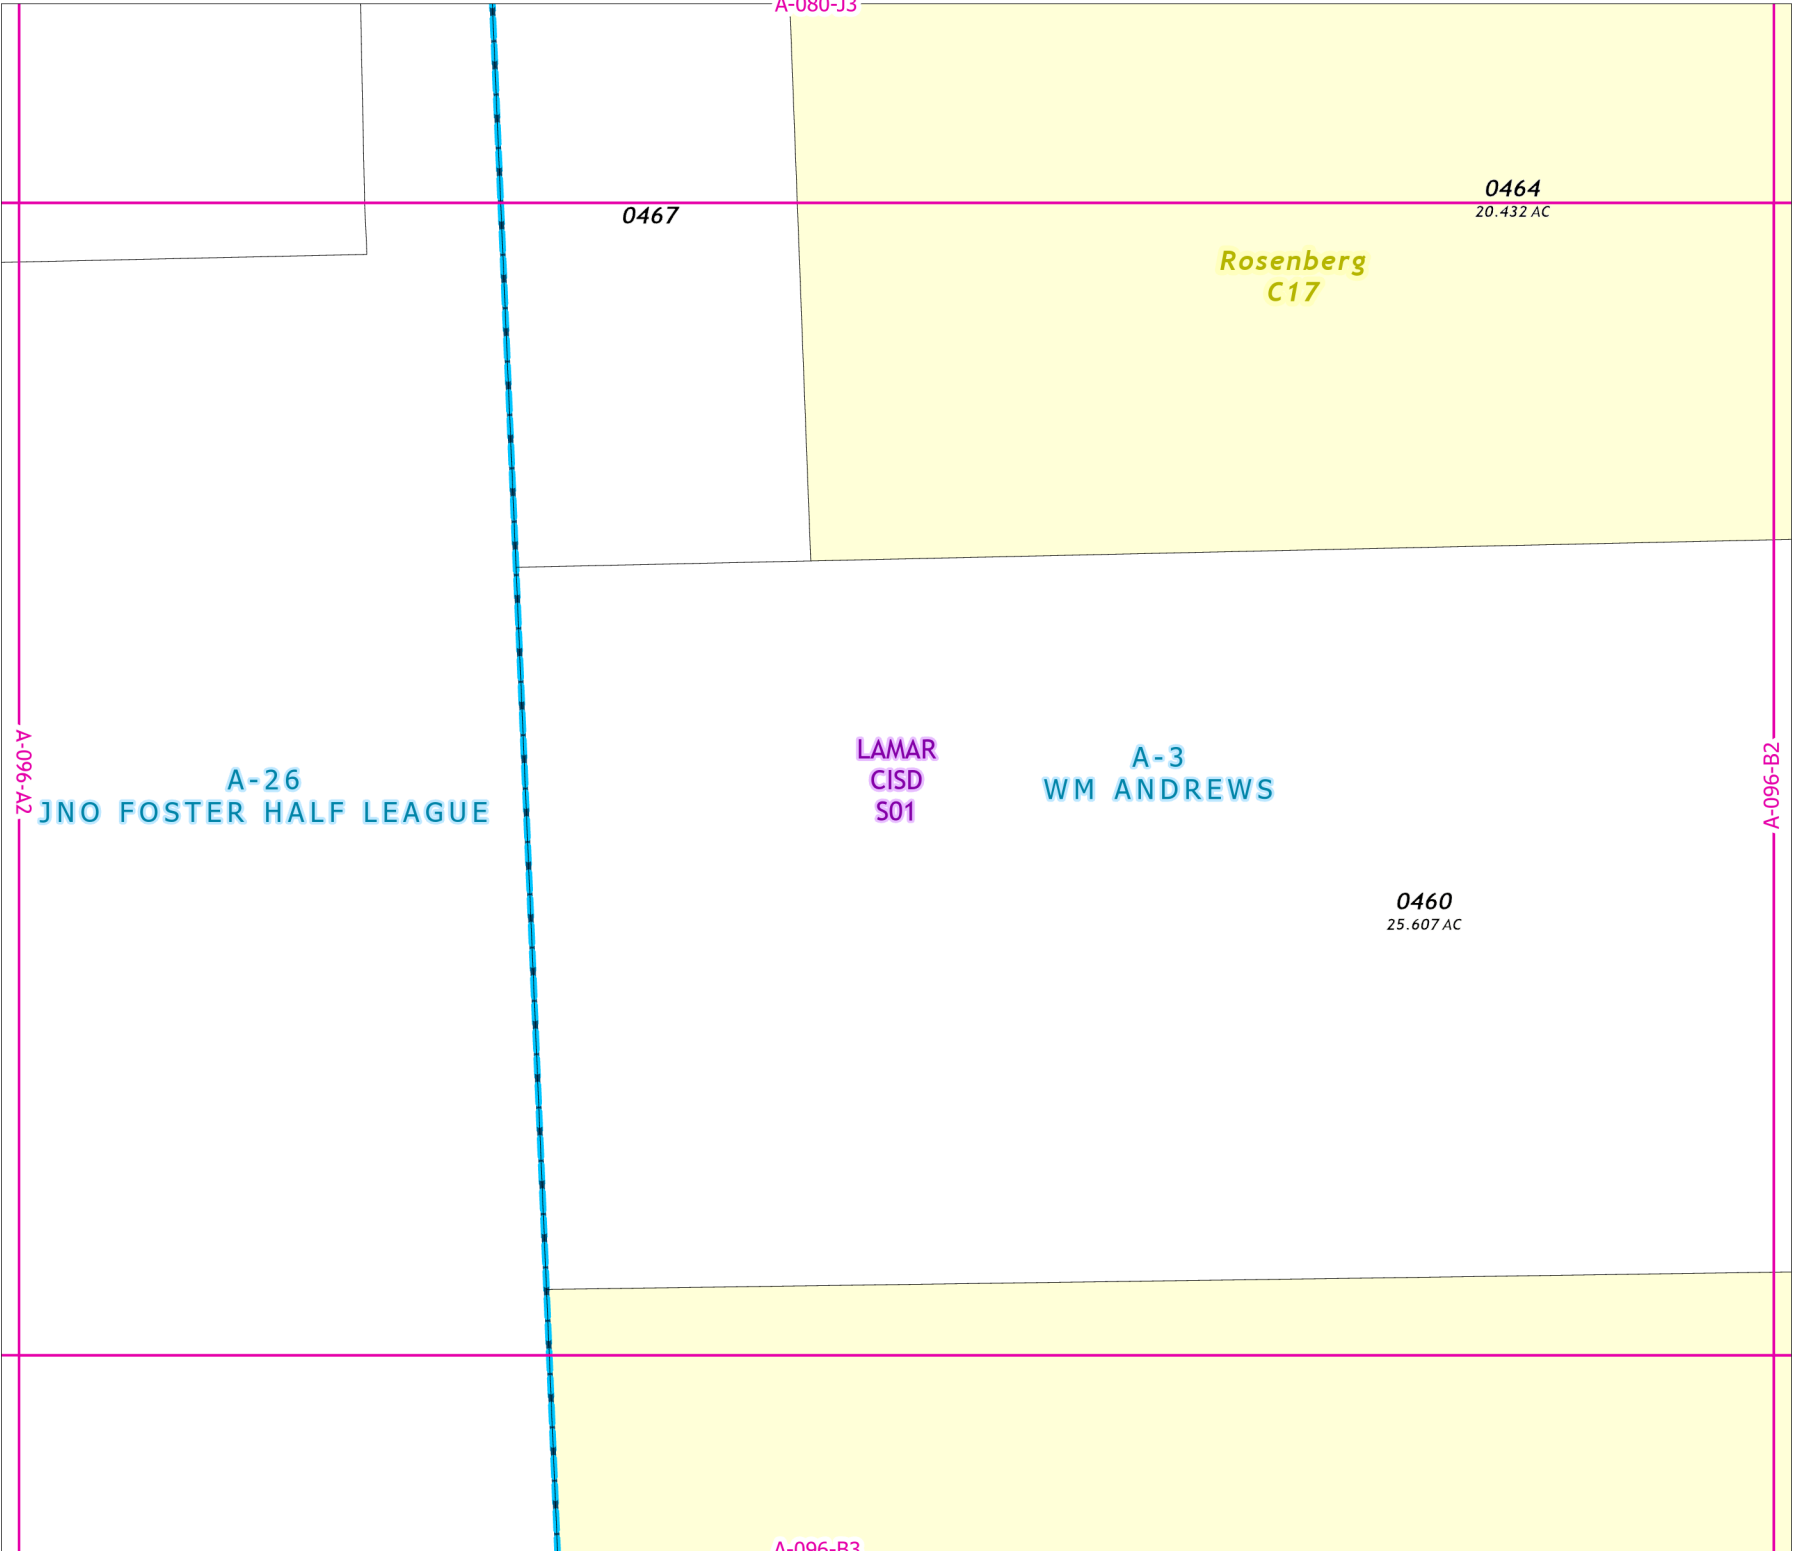 A-080-J3
0464
20.432 AC
0467
Rosenberg
C17
A-096-A2
A-26
JNO FOSTER HALF LEAGUE
LAMAR
CISD
S01
A-3
WM ANDREWS
A-096-B2
0460
25.607 AC
A-096-B3